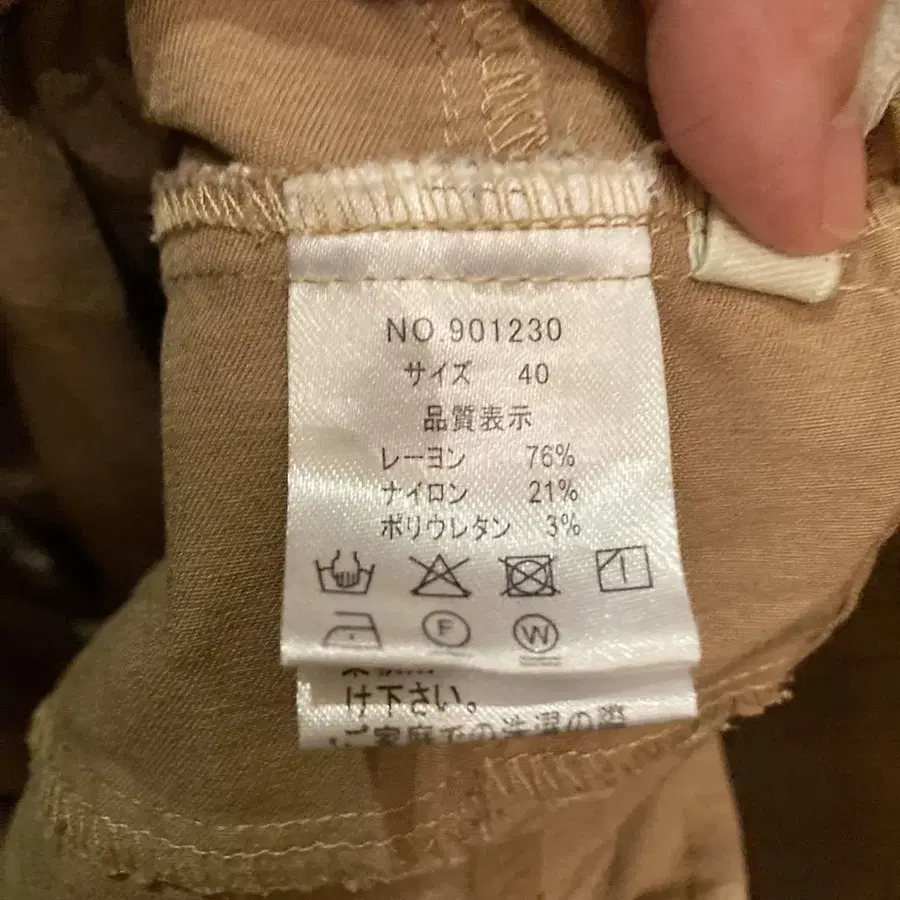 NO.901230
サイズ 40
品質表示
レーヨン 76%
ナイロン 21%
ポリウレタン 3%
F W
け下さい。
ご家庭での洗濯の際